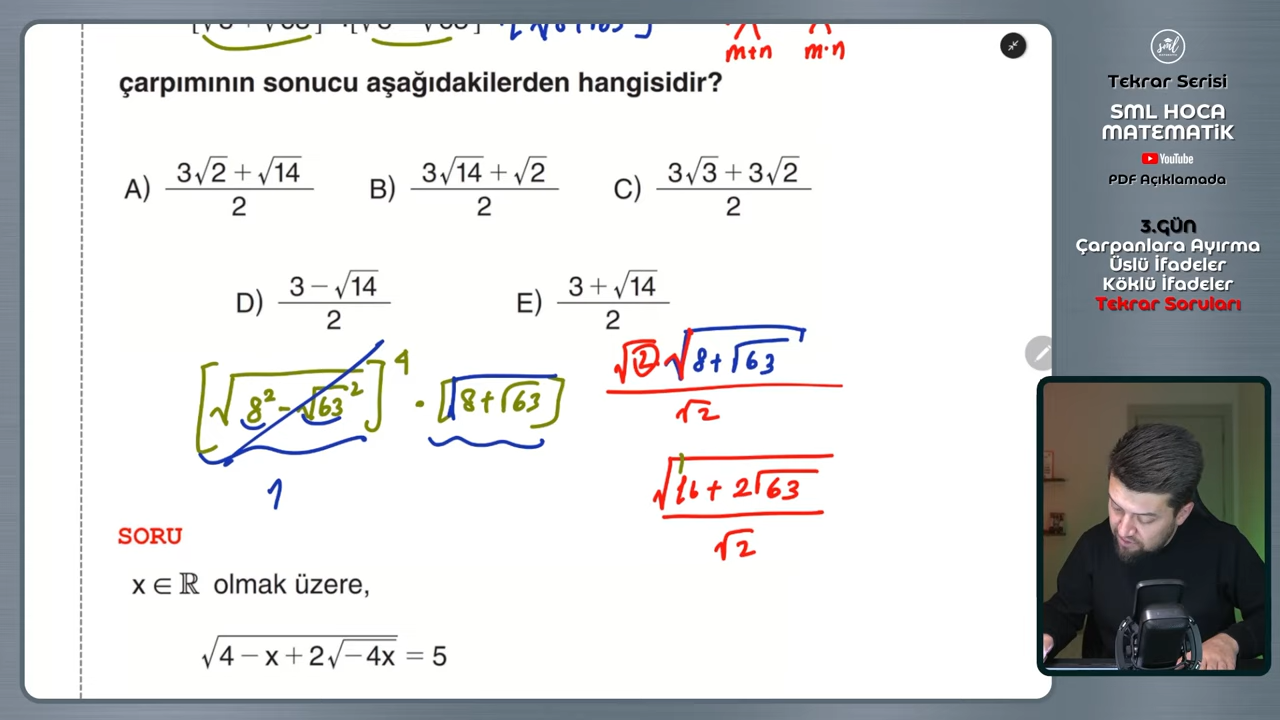 m+n m·n
çarpımının sonucu aşağıdakilerden hangisidir?
A) (3√2 + √14)/2 B) (3√14 + √2)/2 C) (3√3 + 3√2)/2
D) (3 − √14)/2 E) (3 + √14)/2
[√(8² − √63²)]⁴ · [√(8 + √63)]
1
√2 √(8 + √63)
√2
√(16 + 2√63)
√2
SORU
x ∈ ℝ olmak üzere,
√(4 − x + 2√(−4x)) = 5
sml
Tekrar Serisi
SML HOCA
MATEMATİK
YouTube
PDF Açıklamada
3.GÜN
Çarpanlara Ayırma
Üslü İfadeler
Köklü İfadeler
Tekrar Soruları